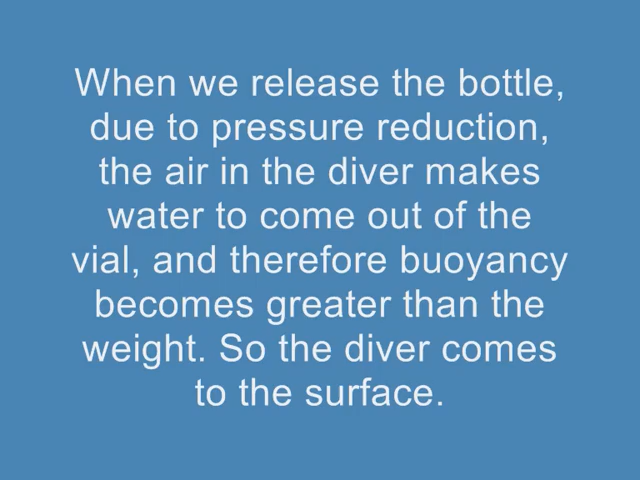 When we release the bottle,
due to pressure reduction,
the air in the diver makes
water to come out of the
vial, and therefore buoyancy
becomes greater than the
weight. So the diver comes
to the surface.